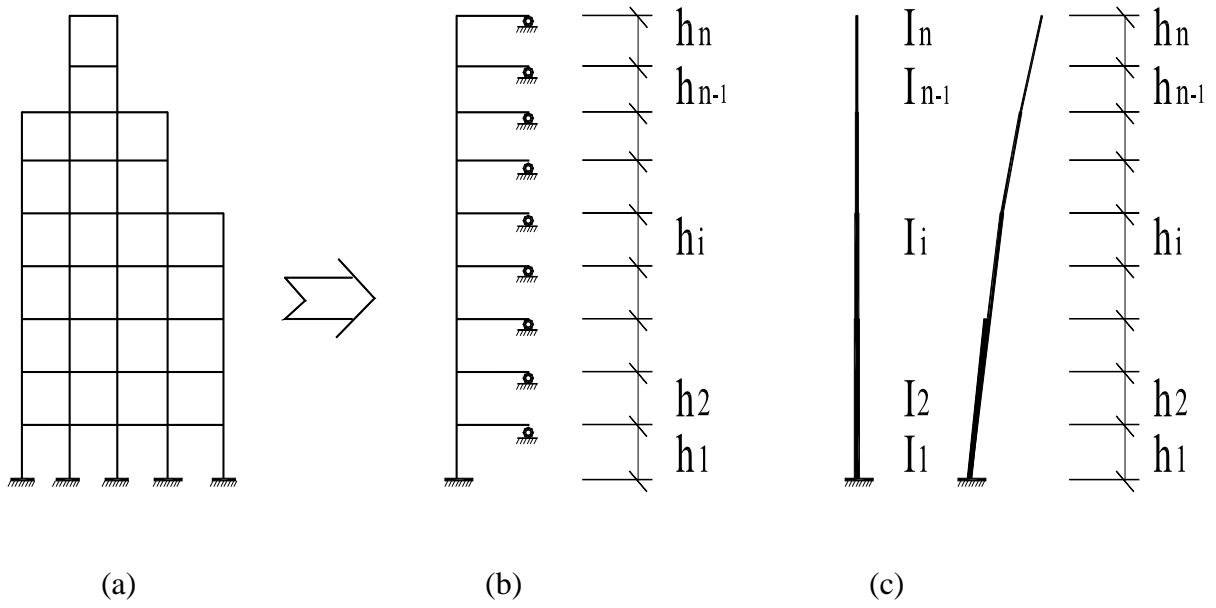 hn In hn
hn-1 In-1 hn-1
hi Ii hi
h2 I2 h2
h1 I1 h1
(a) (b) (c)